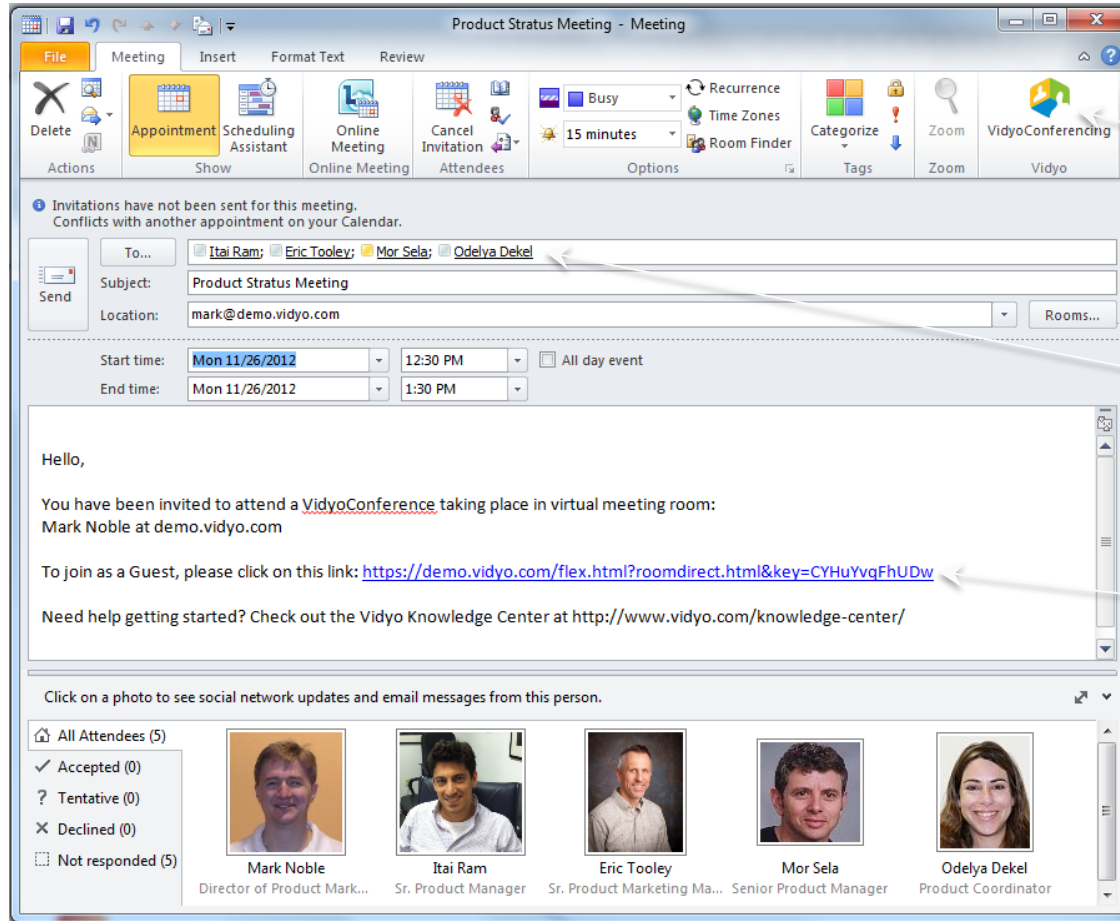 Product Stratus Meeting - Meeting
File Meeting Insert Format Text Review
Delete Appointment Scheduling Assistant Online Meeting Cancel Invitation Busy 15 minutes Recurrence Time Zones Room Finder Categorize Zoom VidyoConferencing
Actions Show Online Meeting Attendees Options Tags Zoom Vidyo
Invitations have not been sent for this meeting.
Conflicts with another appointment on your Calendar.
Send
To... Itai Ram; Eric Tooley; Mor Sela; Odelya Dekel
Subject: Product Stratus Meeting
Location: mark@demo.vidyo.com Rooms...
Start time: Mon 11/26/2012 12:30 PM All day event
End time: Mon 11/26/2012 1:30 PM
Hello,
You have been invited to attend a VidyoConference taking place in virtual meeting room:
Mark Noble at demo.vidyo.com
To join as a Guest, please click on this link: https://demo.vidyo.com/flex.html?roomdirect.html&key=CYHuYvqFhUDw
Need help getting started? Check out the Vidyo Knowledge Center at http://www.vidyo.com/knowledge-center/
Click on a photo to see social network updates and email messages from this person.
All Attendees (5)
Accepted (0)
? Tentative (0)
Declined (0)
Not responded (5)
Mark Noble Itai Ram Eric Tooley Mor Sela Odelya Dekel
Director of Product Mark... Sr. Product Manager Sr. Product Marketing Ma... Senior Product Manager Product Coordinator